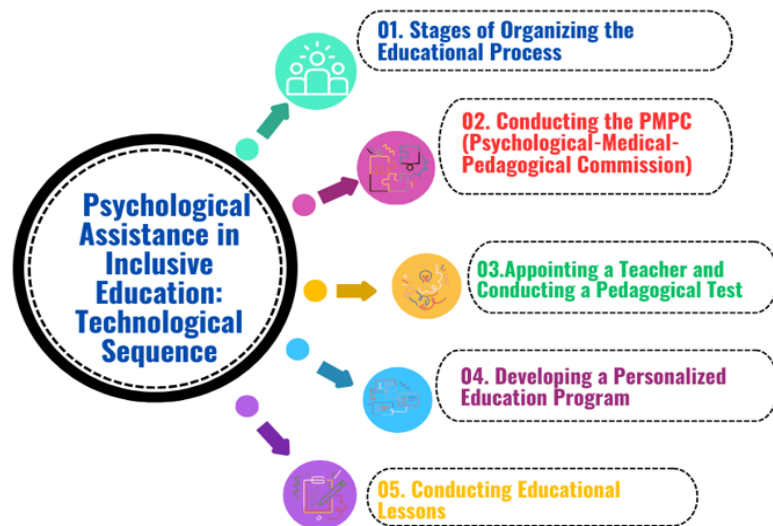 Psychological
Assistance in
Inclusive
Education:
Technological
Sequence
01. Stages of Organizing the
Educational Process
02. Conducting the PMPC
(Psychological-Medical-
Pedagogical Commission)
03.Appointing a Teacher and
Conducting a Pedagogical Test
04. Developing a Personalized
Education Program
05. Conducting Educational
Lessons